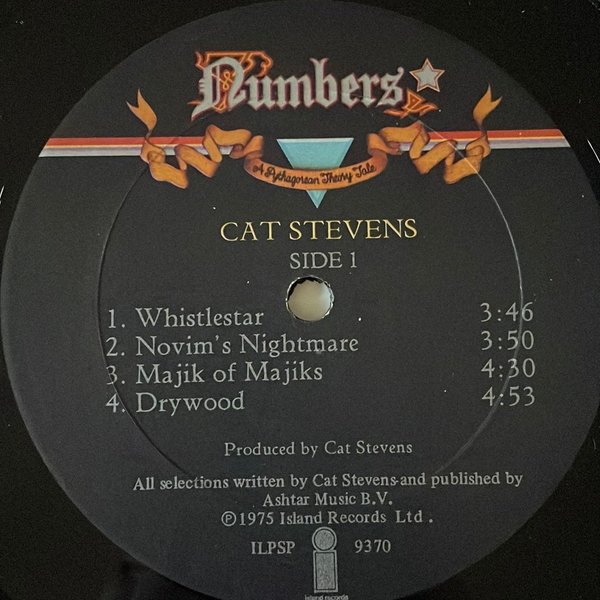 Numbers
A Pythagorean Theory Tale
CAT STEVENS
SIDE 1
1. Whistlestar 3:46
2. Novim's Nightmare 3:50
3. Majik of Majiks 4:30
4. Drywood 4:53
Produced by Cat Stevens
All selections written by Cat Stevens and published by
Ashtar Music B.V.
℗1975 Island Records Ltd.
ILPSP i 9370
island records